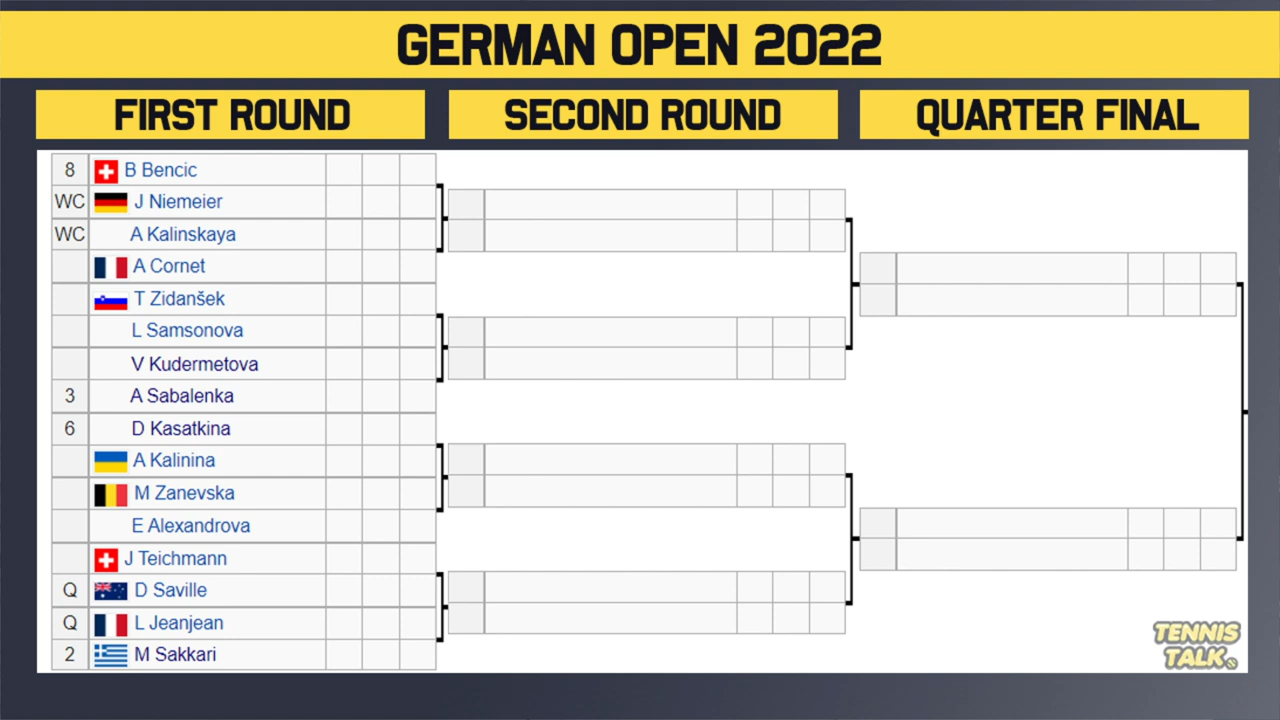 GERMAN OPEN 2022
FIRST ROUND
SECOND ROUND
QUARTER FINAL
8 B Bencic
WC J Niemeier
WC A Kalinskaya
A Cornet
T Zidanšek
L Samsonova
V Kudermetova
3 A Sabalenka
6 D Kasatkina
A Kalinina
M Zanevska
E Alexandrova
J Teichmann
Q D Saville
Q L Jeanjean
2 M Sakkari
TENNIS
TALK